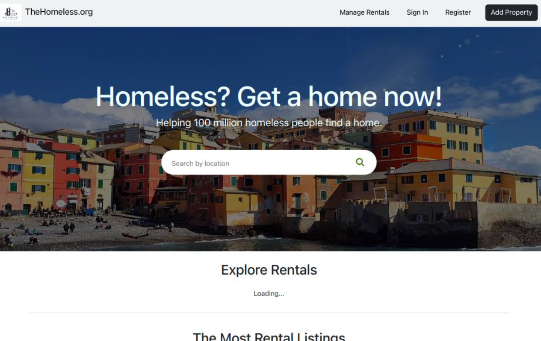 TheHomeless.org
Manage Rentals
Sign In
Register
Add Property
Homeless? Get a home now!
Helping 100 million homeless people find a home.
Search by location
Explore Rentals
Loading...
The Most Rental Listings